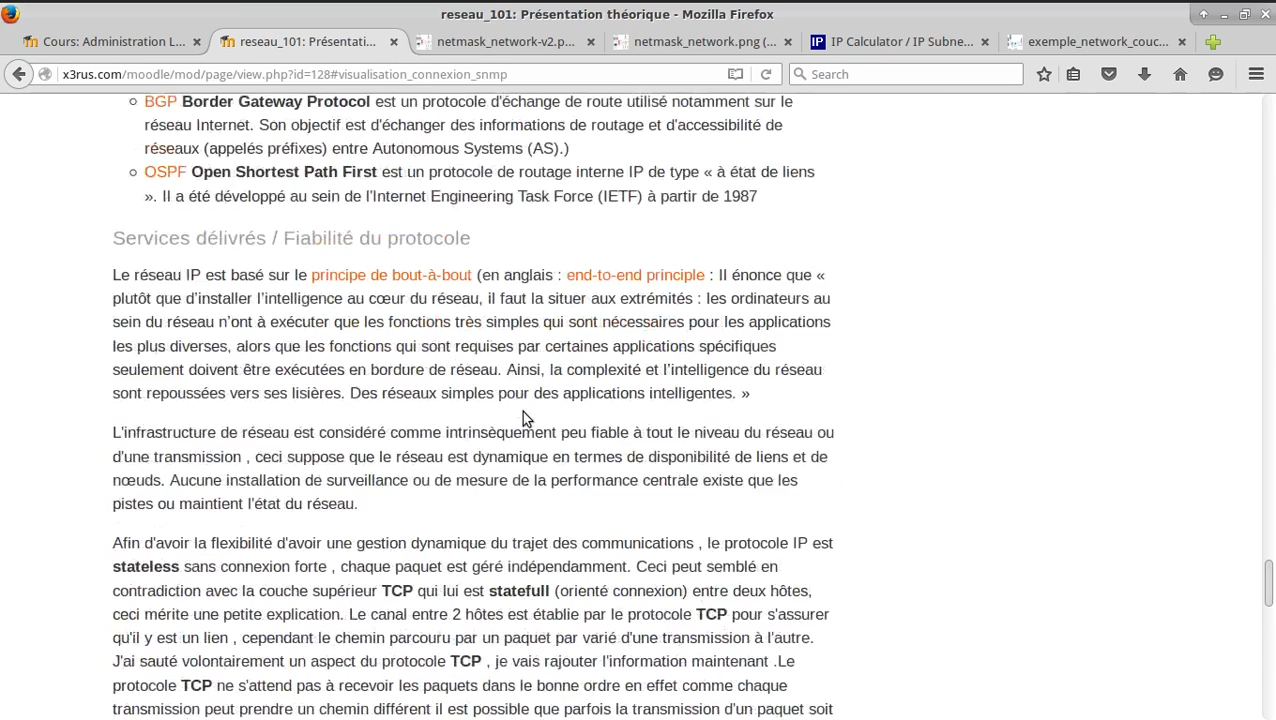 reseau_101: Présentation théorique - Mozilla Firefox
Cours: Administration L...
reseau_101: Présentati...
netmask_network-v2.p...
netmask_network.png (...
IP
IP Calculator / IP Subne...
exemple_network_couc...
x3rus.com/moodle/mod/page/view.php?id=128#visualisation_connexion_snmp
Search
BGP Border Gateway Protocol est un protocole d'échange de route utilisé notamment sur le
réseau Internet. Son objectif est d'échanger des informations de routage et d'accessibilité de
réseaux (appelés préfixes) entre Autonomous Systems (AS).)
OSPF Open Shortest Path First est un protocole de routage interne IP de type « à état de liens
». Il a été développé au sein de l'Internet Engineering Task Force (IETF) à partir de 1987
Services délivrés / Fiabilité du protocole
Le réseau IP est basé sur le principe de bout-à-bout (en anglais : end-to-end principle : Il énonce que «
plutôt que d’installer l’intelligence au cœur du réseau, il faut la situer aux extrémités : les ordinateurs au
sein du réseau n’ont à exécuter que les fonctions très simples qui sont nécessaires pour les applications
les plus diverses, alors que les fonctions qui sont requises par certaines applications spécifiques
seulement doivent être exécutées en bordure de réseau. Ainsi, la complexité et l’intelligence du réseau
sont repoussées vers ses lisières. Des réseaux simples pour des applications intelligentes. »
L'infrastructure de réseau est considéré comme intrinsèquement peu fiable à tout le niveau du réseau ou
d'une transmission , ceci suppose que le réseau est dynamique en termes de disponibilité de liens et de
nœuds. Aucune installation de surveillance ou de mesure de la performance centrale existe que les
pistes ou maintient l'état du réseau.
Afin d'avoir la flexibilité d'avoir une gestion dynamique du trajet des communications , le protocole IP est
stateless sans connexion forte , chaque paquet est géré indépendamment. Ceci peut semblé en
contradiction avec la couche supérieur TCP qui lui est statefull (orienté connexion) entre deux hôtes,
ceci mérite une petite explication. Le canal entre 2 hôtes est établie par le protocole TCP pour s'assurer
qu'il y est un lien , cependant le chemin parcouru par un paquet par varié d'une transmission à l'autre.
J'ai sauté volontairement un aspect du protocole TCP , je vais rajouter l'information maintenant .Le
protocole TCP ne s'attend pas à recevoir les paquets dans le bonne ordre en effet comme chaque
transmission peut prendre un chemin différent il est possible que parfois la transmission d'un paquet soit